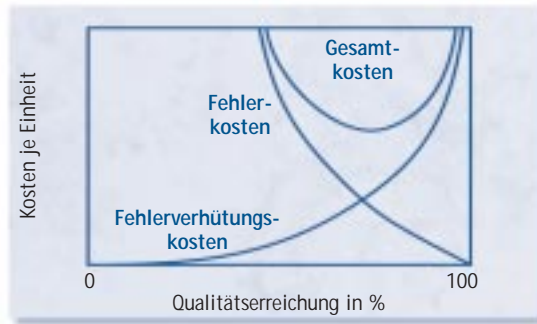 Kosten je Einheit
Gesamt-
kosten
Fehler-
kosten
Fehlerverhütungs-
kosten
0
100
Qualitätserreichung in %